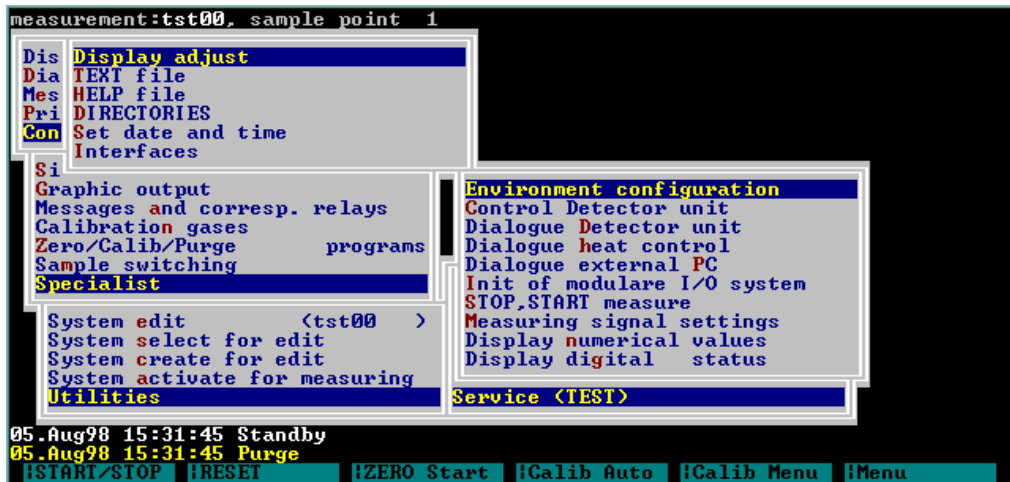 measurement:tst00, sample point 1
Dis
Dia
Mes
Pri
Con
Display adjust
TEXT file
HELP file
DIRECTORIES
Set date and time
Interfaces
Si
Graphic output
Messages and corresp. relays
Calibration gases
Zero/Calib/Purge programs
Sample switching
Specialist
Environment configuration
Control Detector unit
Dialogue Detector unit
Dialogue heat control
Dialogue external PC
Init of modulare I/O system
STOP,START measure
Measuring signal settings
Display numerical values
Display digital status
System edit (tst00 )
System select for edit
System create for edit
System activate for measuring
Utilities
Service (TEST)
05.Aug98 15:31:45 Standby
05.Aug98 15:31:45 Purge
|START/STOP |RESET |ZERO Start |Calib Auto |Calib Menu |Menu